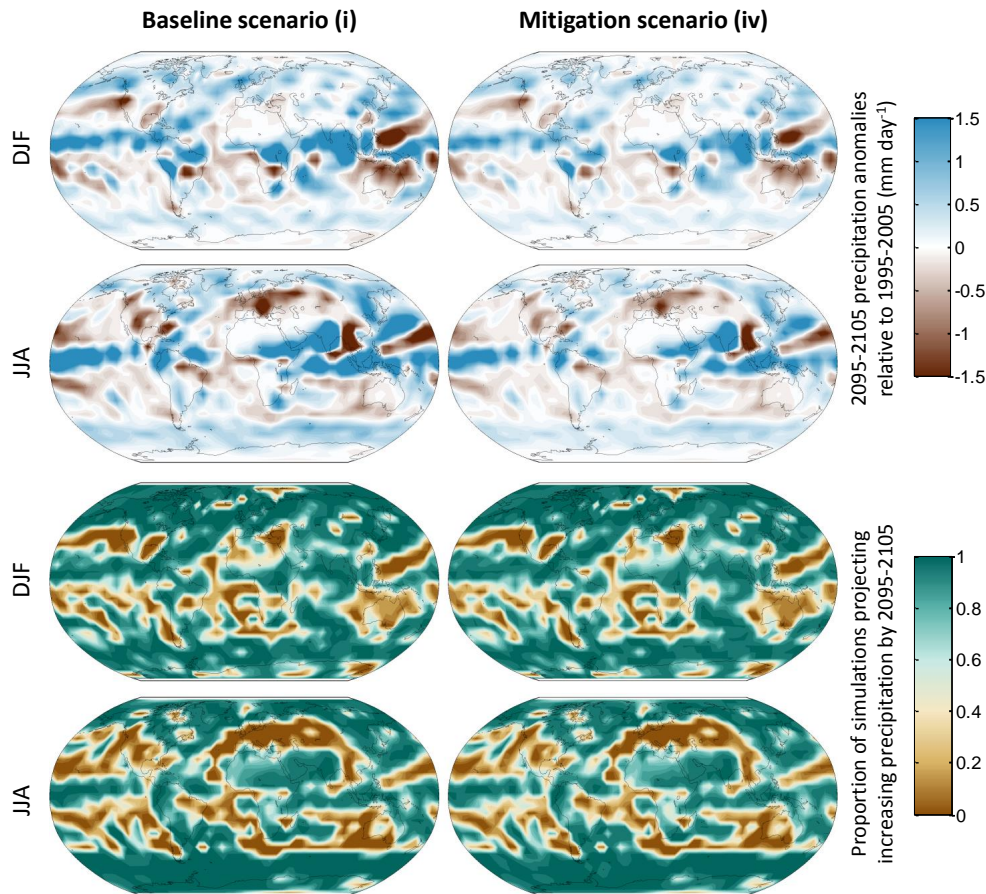 Baseline scenario (i)
Mitigation scenario (iv)
DJF
JJA
2095-2105 precipitation anomalies
relative to 1995-2005 (mm day⁻¹)
1.5
1
0.5
0
-0.5
-1
-1.5
DJF
JJA
Proportion of simulations projecting
increasing precipitation by 2095-2105
1
0.8
0.6
0.4
0.2
0